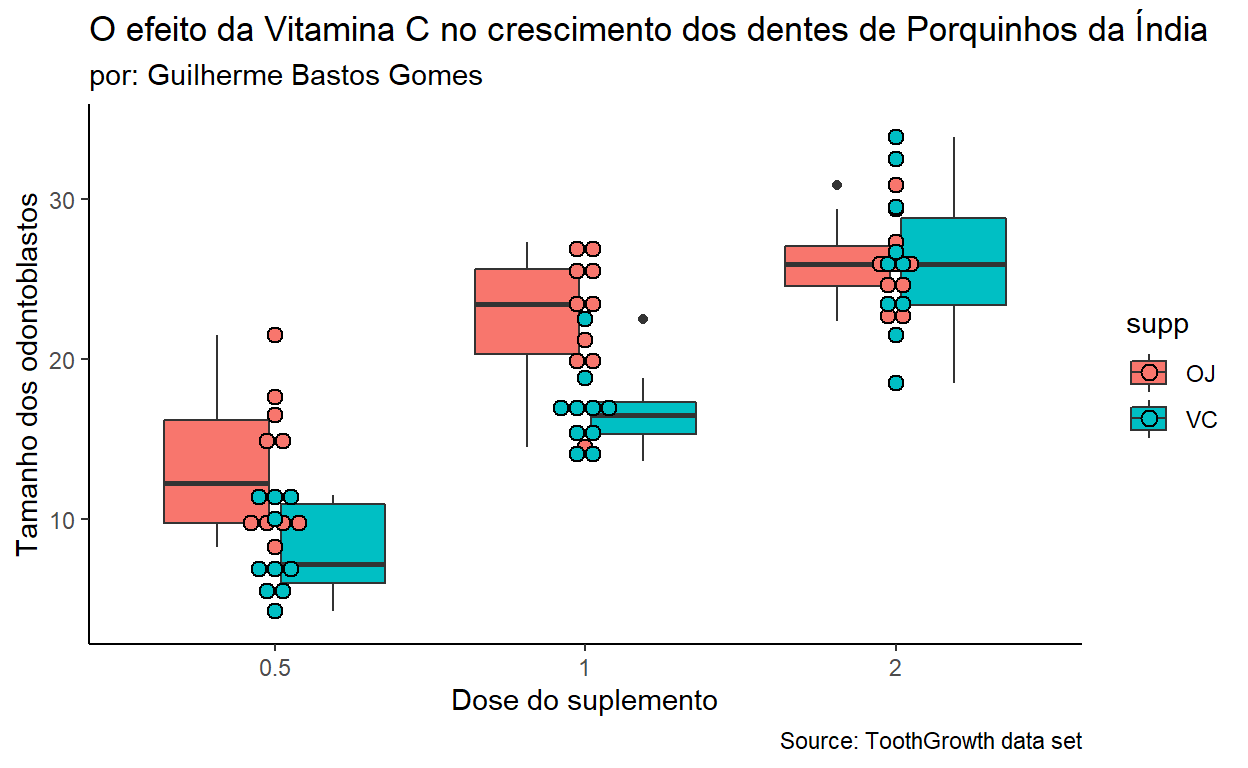 O efeito da Vitamina C no crescimento dos dentes de Porquinhos da Índia
por: Guilherme Bastos Gomes
Tamanho dos odontoblastos
30
20
10
0.5
1
2
Dose do suplemento
supp
OJ
VC
Source: ToothGrowth data set